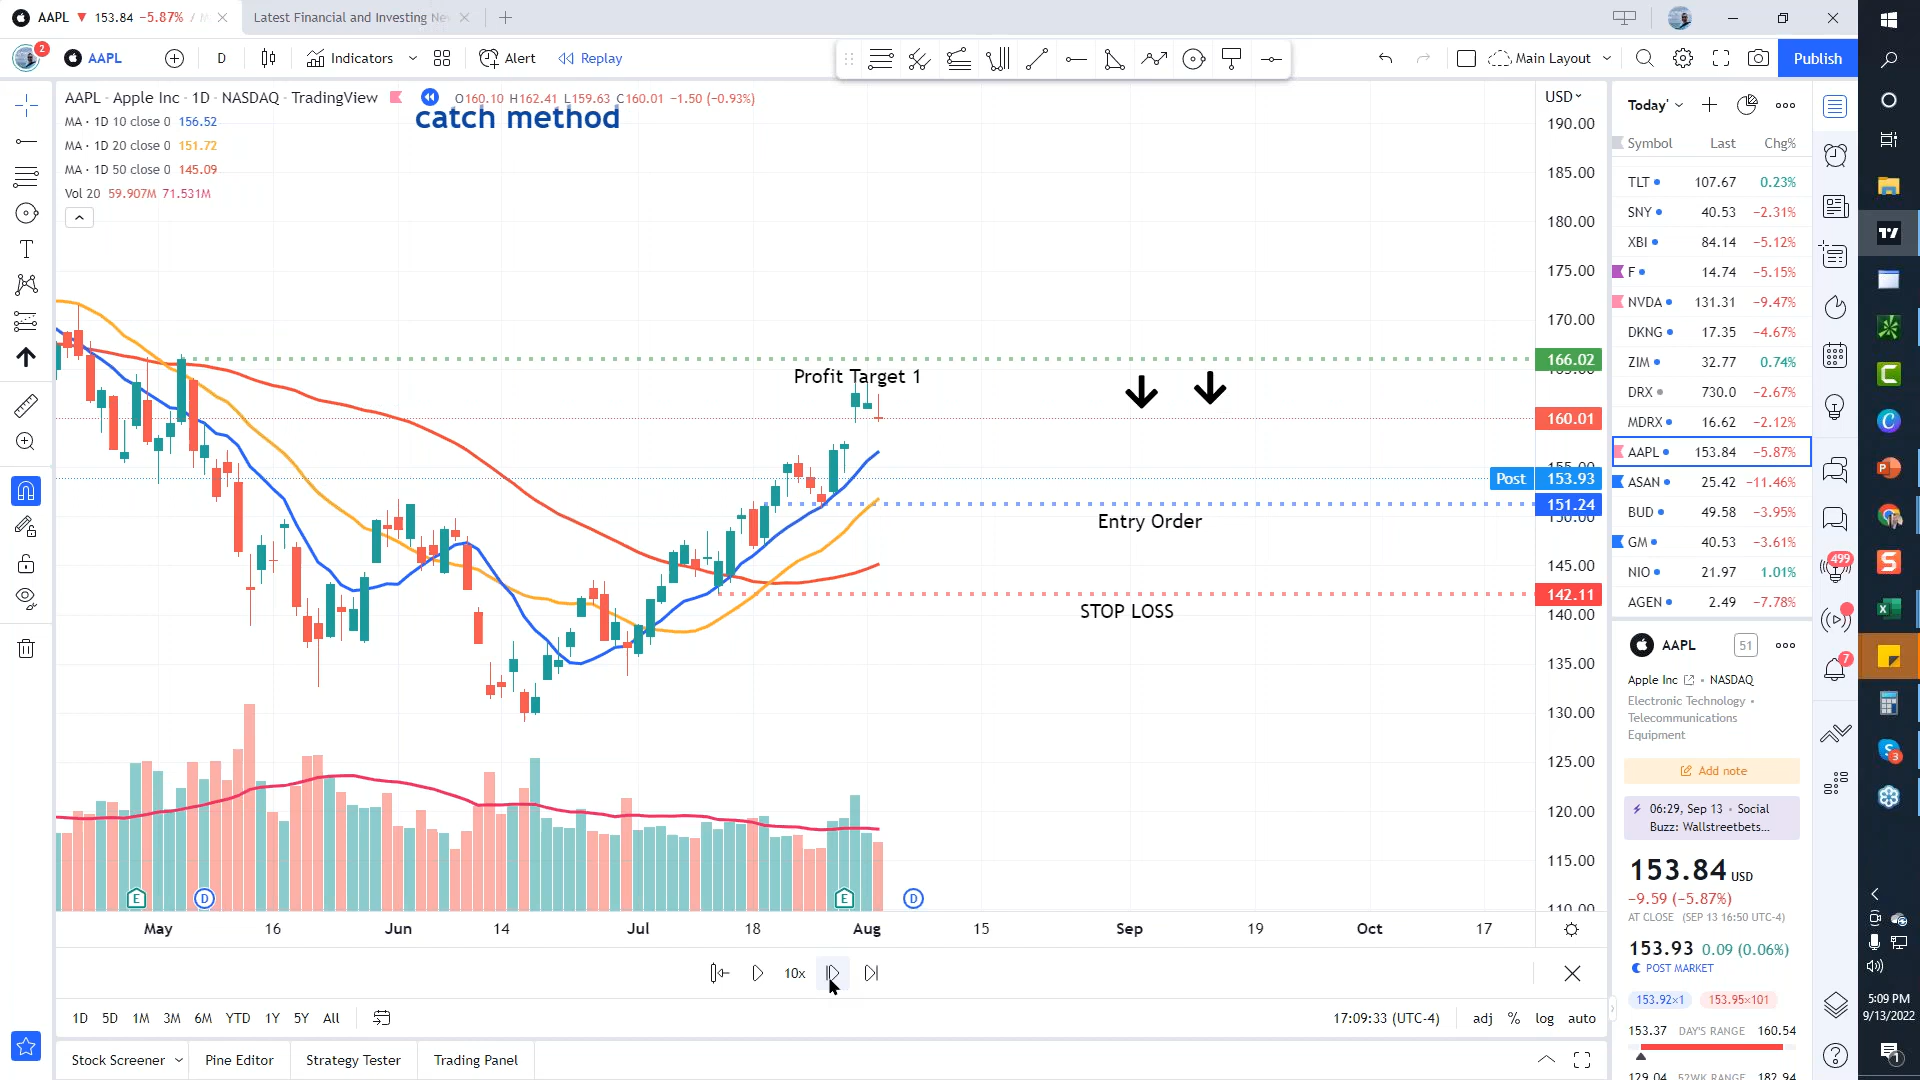 AAPL ▼ 153.84 −5.87% /
Latest Financial and Investing Ne
2
AAPL
D
Indicators
Alert
Replay
Main Layout
Publish
AAPL · Apple Inc · 1D · NASDAQ · TradingView
O160.10 H162.41 L159.63 C160.01 −1.50 (−0.93%)
catch method
MA · 1D 10 close 0 156.52
MA · 1D 20 close 0 151.72
MA · 1D 50 close 0 145.09
Vol 20 59.907M 71.531M
Profit Target 1
Entry Order
STOP LOSS
USD
190.00
185.00
180.00
175.00
170.00
166.02
160.01
Post 153.93
151.24
145.00
142.11
140.00
135.00
130.00
125.00
120.00
115.00
110.00
E
D
E
D
May
16
Jun
14
Jul
18
Aug
15
Sep
19
Oct
17
10x
1D
5D
1M
3M
6M
YTD
1Y
5Y
All
17:09:33 (UTC-4)
adj
%
log
auto
Stock Screener
Pine Editor
Strategy Tester
Trading Panel
Today'
Symbol Last Chg%
TLT 107.67 0.23%
SNY 40.53 −2.31%
XBI 84.14 −5.12%
F 14.74 −5.15%
NVDA 131.31 −9.47%
DKNG 17.35 −4.67%
ZIM 32.77 0.74%
DRX 730.0 −2.67%
MDRX 16.62 −2.12%
AAPL 153.84 −5.87%
ASAN 25.42 −11.46%
BUD 49.58 −3.95%
GM 40.53 −3.61%
NIO 21.97 1.01%
AGEN 2.49 −7.78%
AAPL
51
Apple Inc · NASDAQ
Electronic Technology ·
Telecommunications
Equipment
Add note
06:29, Sep 13 · Social
Buzz: Wallstreetbets...
153.84 USD
−9.59 (−5.87%)
AT CLOSE (SEP 13 16:50 UTC-4)
153.93 0.09 (0.06%)
POST MARKET
153.92×1
153.95×101
153.37 DAY'S RANGE 160.54
129.04 52WK RANGE 182.94
499
7
3
5:09 PM
9/13/2022
1